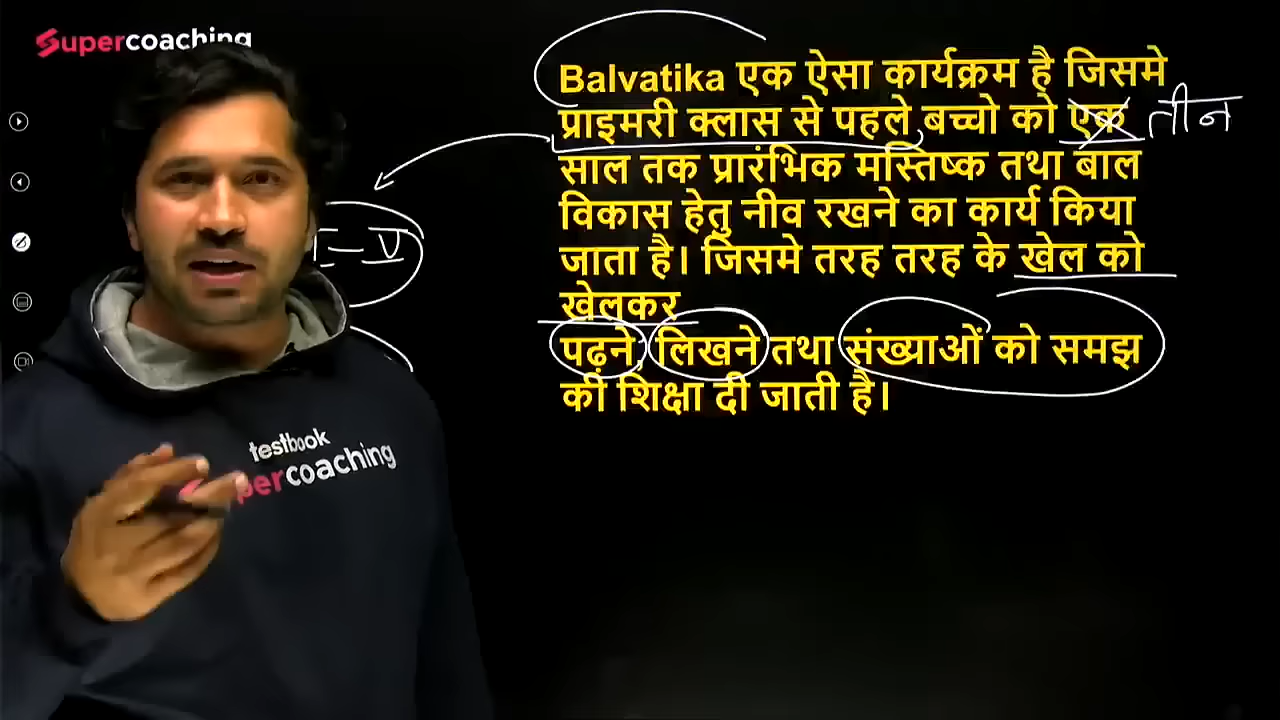 Supercoaching
Balvatika एक ऐसा कार्यक्रम है जिसमे
प्राइमरी क्लास से पहले बच्चो को एक तीन
साल तक प्रारंभिक मस्तिष्क तथा बाल
विकास हेतु नीव रखने का कार्य किया
जाता है। जिसमे तरह तरह के खेल को
खेलकर
पढ़ने, लिखने तथा संख्याओं को समझ
की शिक्षा दी जाती है।
I-V
testbook
coaching